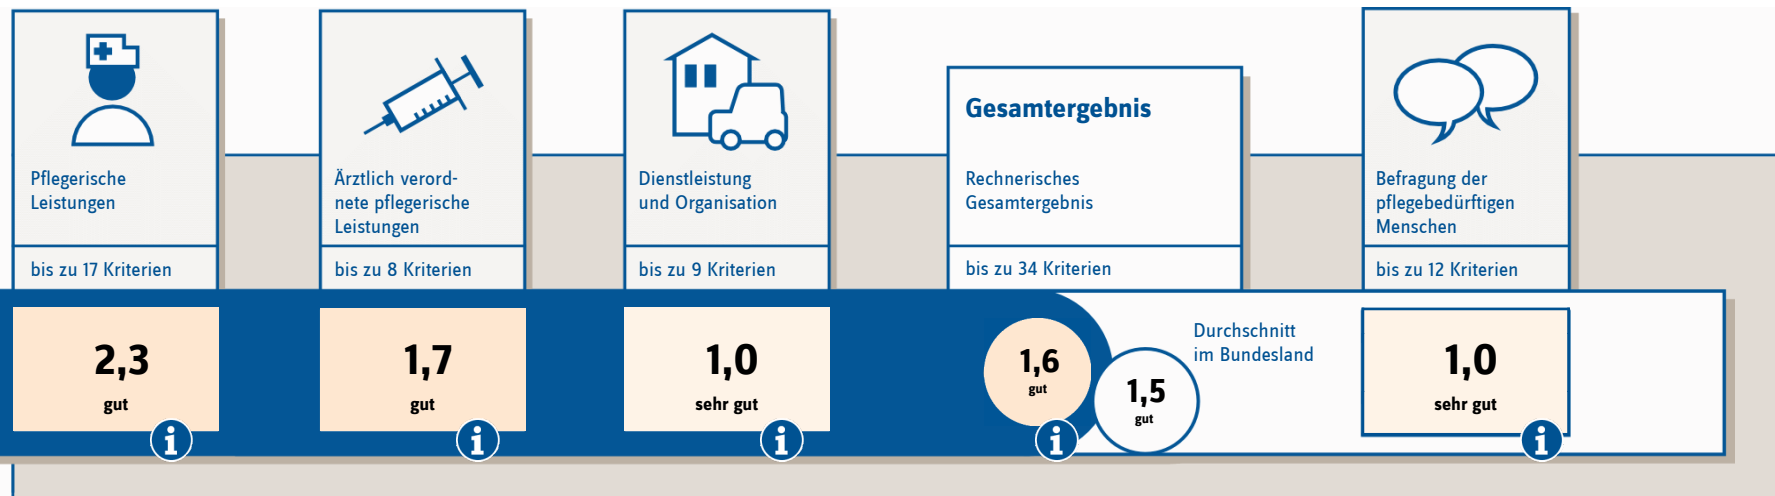 Pflegerische
Leistungen
bis zu 17 Kriterien
2,3
gut
Ärztlich verord-
nete pflegerische
Leistungen
bis zu 8 Kriterien
1,7
gut
Dienstleistung
und Organisation
bis zu 9 Kriterien
1,0
sehr gut
Gesamtergebnis
Rechnerisches
Gesamtergebnis
bis zu 34 Kriterien
1,6
gut
1,5
gut
Durchschnitt
im Bundesland
Befragung der
pflegebedürftigen
Menschen
bis zu 12 Kriterien
1,0
sehr gut